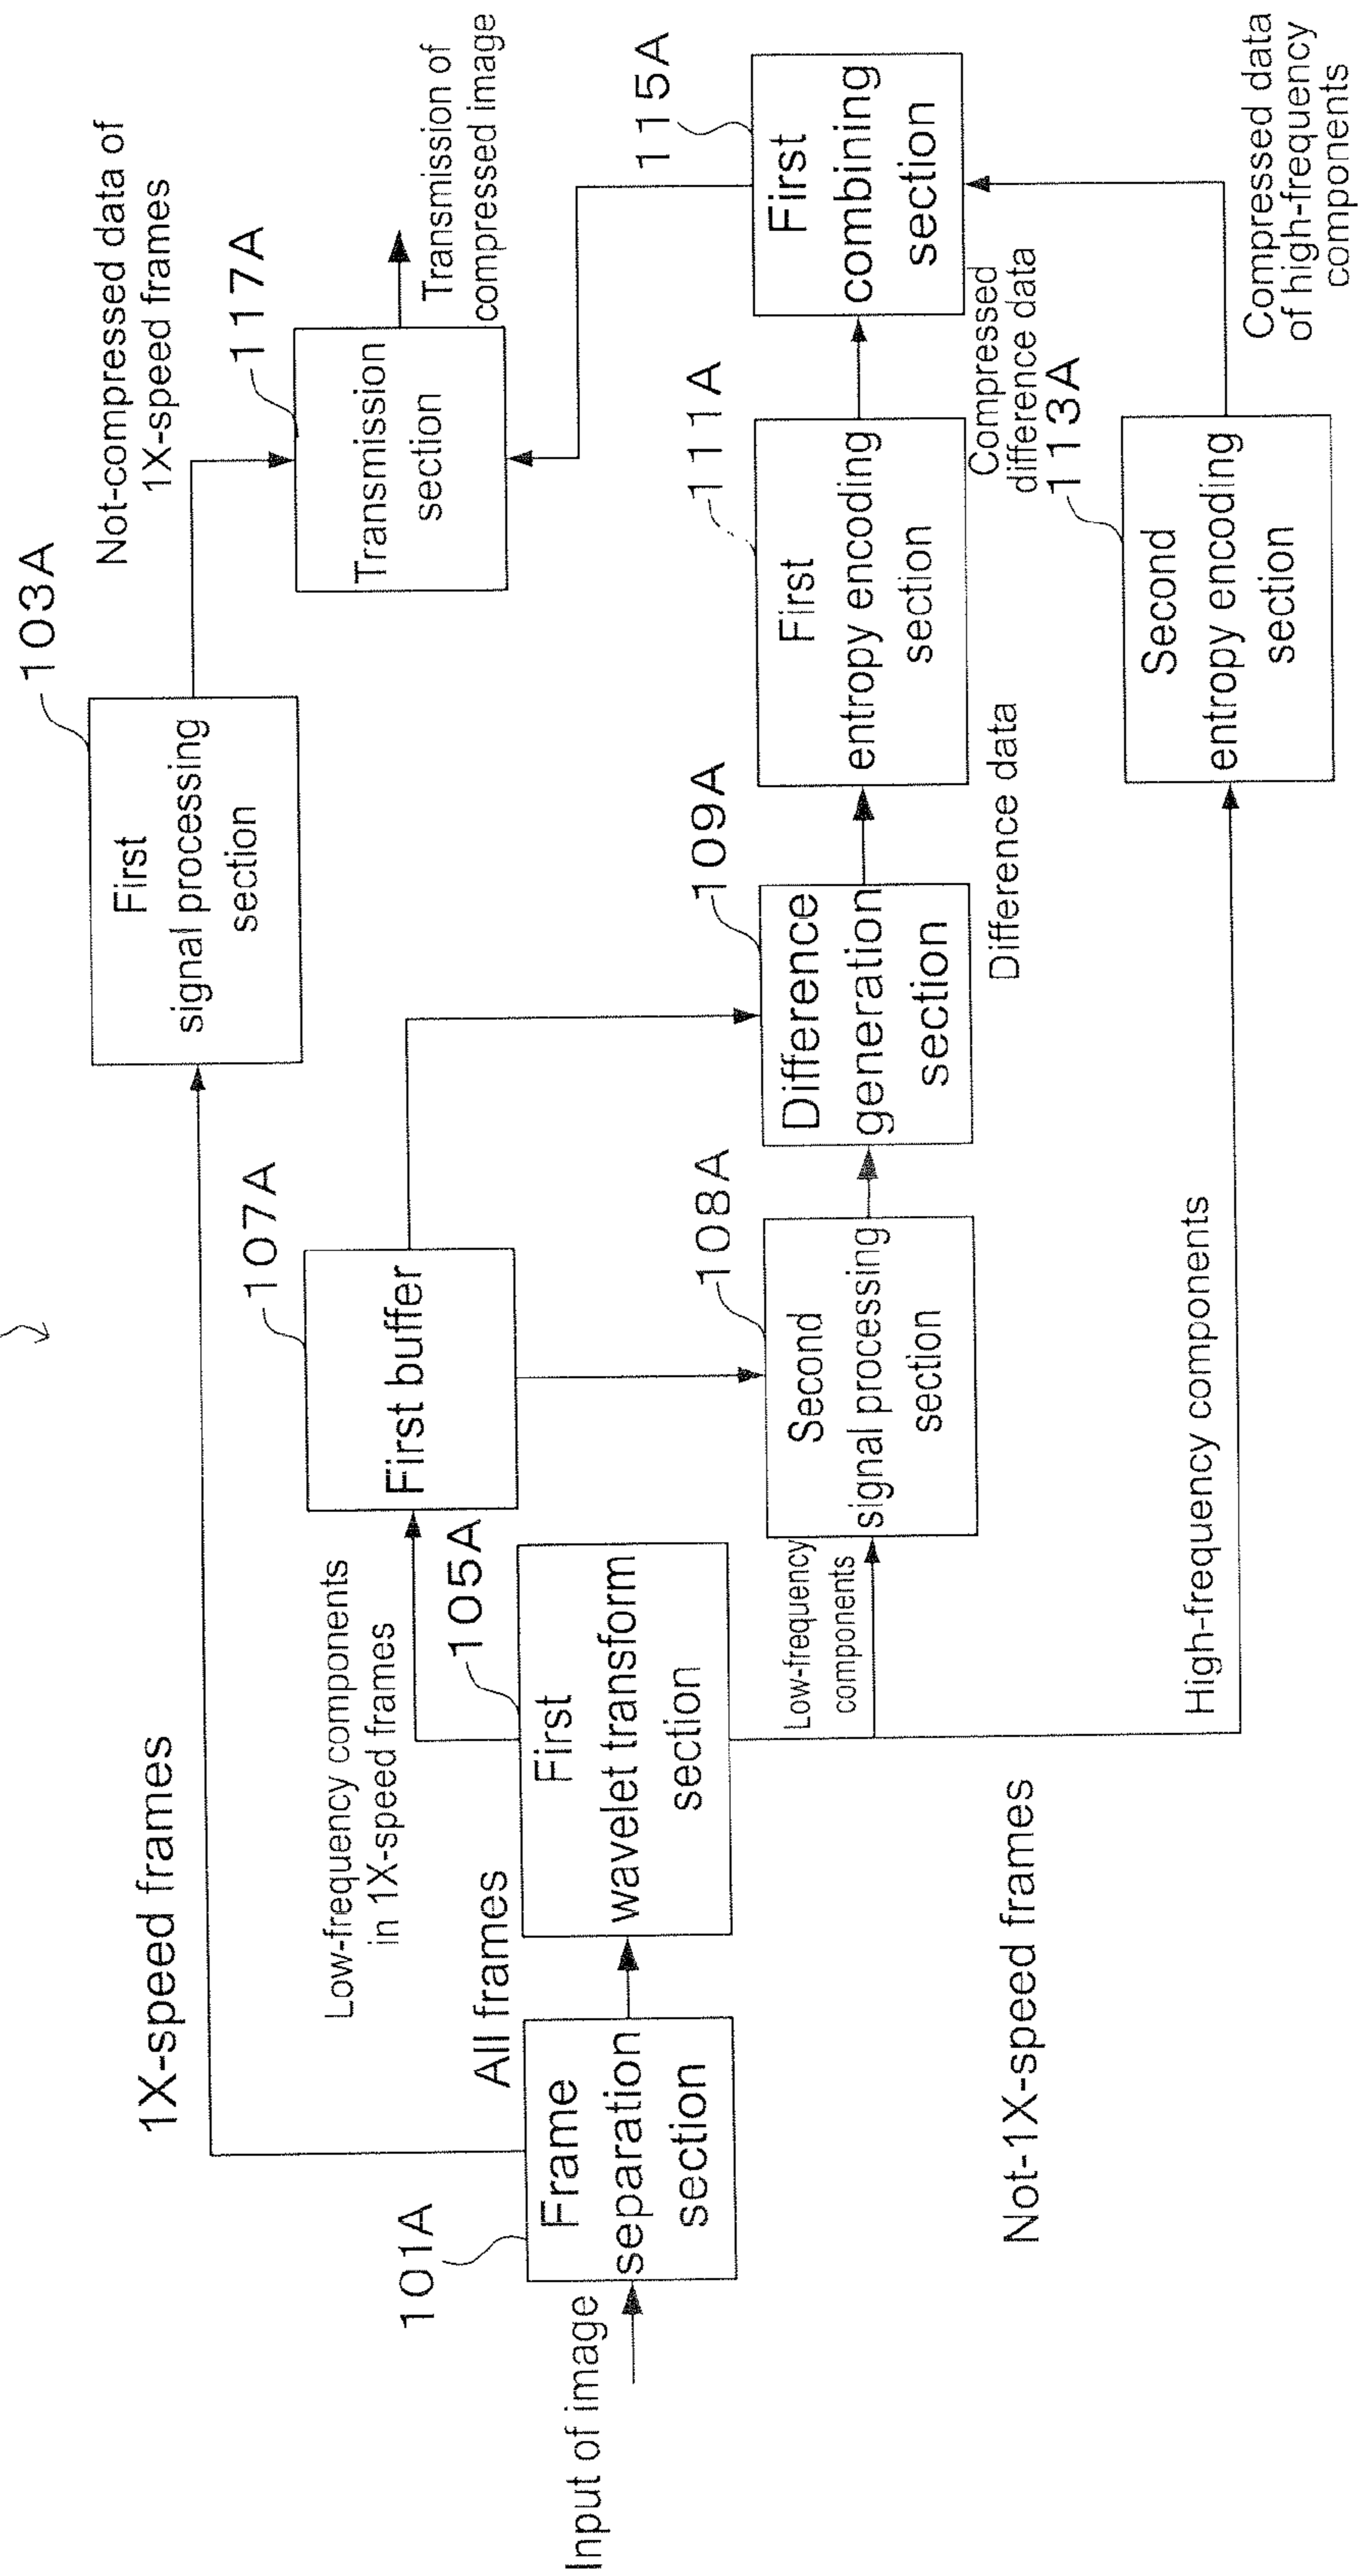 Input of image
101A
Frame
separation
section
1X-speed frames
All frames
103A
First
signal processing
section
Not-compressed data of
1X-speed frames
105A
First
wavelet transform
section
Low-frequency components
in 1X-speed frames
107A
First buffer
Not-1X-speed frames
Low-frequency
components
108A
Second
signal processing
section
109A
Difference
generation
section
Difference data
111A
First
entropy encoding
section
Compressed
difference data
High-frequency components
113A
Second
entropy encoding
section
Compressed data
of high-frequency
components
115A
First
combining
section
117A
Transmission
section
Transmission of
compressed image